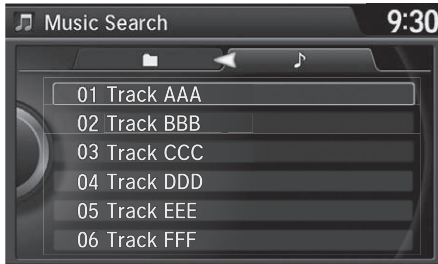 Music Search 9:30
01 Track AAA
02 Track BBB
03 Track CCC
04 Track DDD
05 Track EEE
06 Track FFF